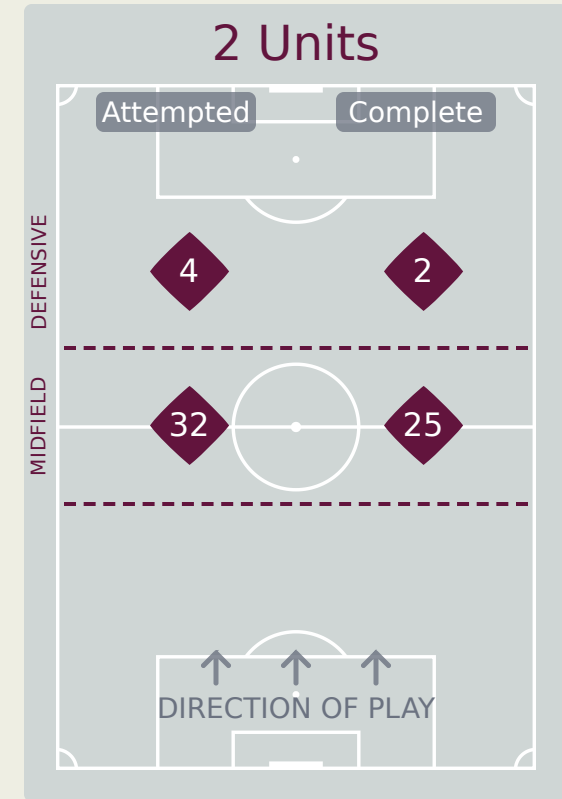 2 Units
Attempted Complete
DEFENSIVE
4 2
MIDFIELD
32 25
DIRECTION OF PLAY